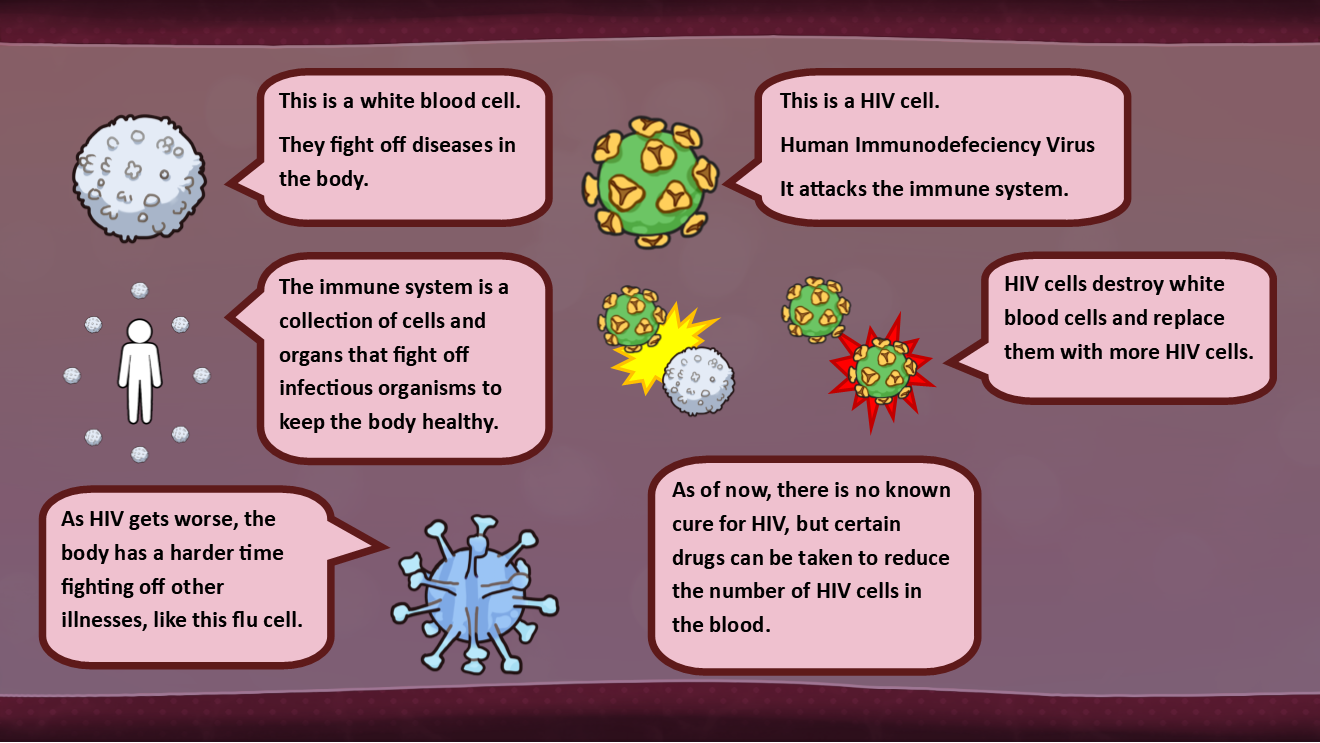 This is a white blood cell.
They fight off diseases in
the body.
This is a HIV cell.
Human Immunodefeciency Virus
It attacks the immune system.
The immune system is a
collection of cells and
organs that fight off
infectious organisms to
keep the body healthy.
HIV cells destroy white
blood cells and replace
them with more HIV cells.
As HIV gets worse, the
body has a harder time
fighting off other
illnesses, like this flu cell.
As of now, there is no known
cure for HIV, but certain
drugs can be taken to reduce
the number of HIV cells in
the blood.